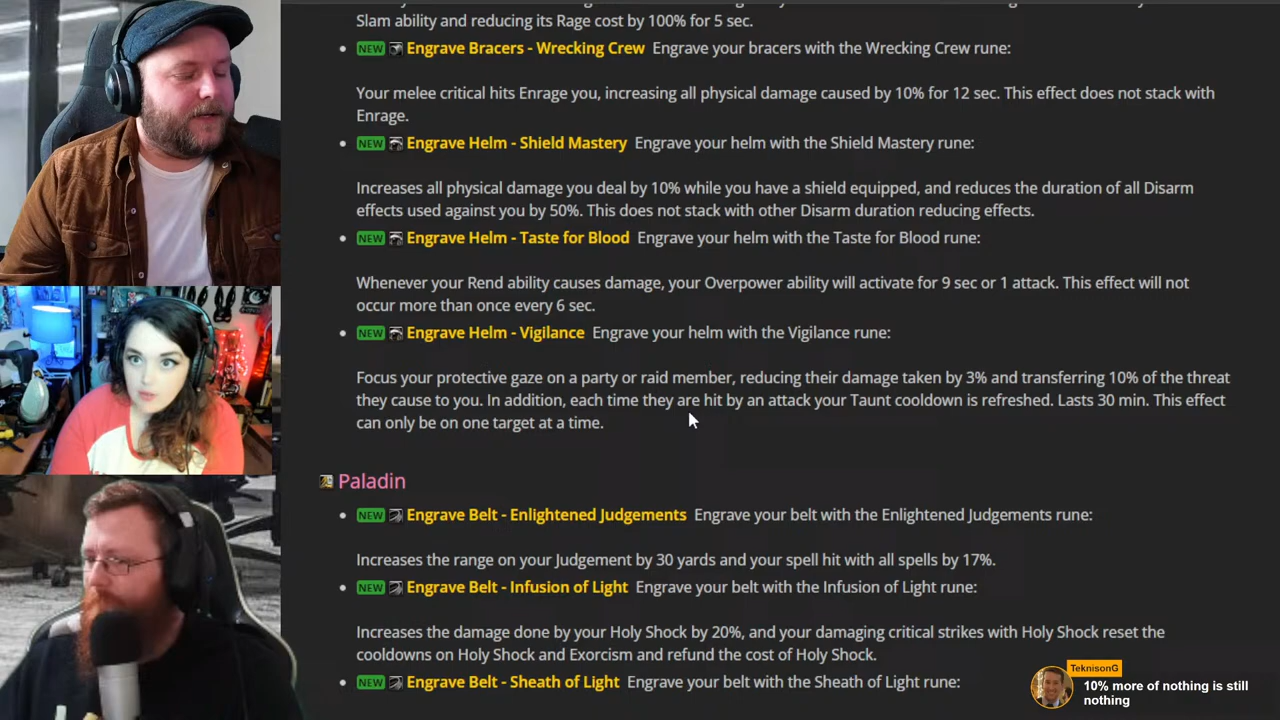 Slam ability and reducing its Rage cost by 100% for 5 sec.
NEW Engrave Bracers - Wrecking Crew Engrave your bracers with the Wrecking Crew rune:
Your melee critical hits Enrage you, increasing all physical damage caused by 10% for 12 sec. This effect does not stack with
Enrage.
NEW Engrave Helm - Shield Mastery Engrave your helm with the Shield Mastery rune:
Increases all physical damage you deal by 10% while you have a shield equipped, and reduces the duration of all Disarm
effects used against you by 50%. This does not stack with other Disarm duration reducing effects.
NEW Engrave Helm - Taste for Blood Engrave your helm with the Taste for Blood rune:
Whenever your Rend ability causes damage, your Overpower ability will activate for 9 sec or 1 attack. This effect will not
occur more than once every 6 sec.
NEW Engrave Helm - Vigilance Engrave your helm with the Vigilance rune:
Focus your protective gaze on a party or raid member, reducing their damage taken by 3% and transferring 10% of the threat
they cause to you. In addition, each time they are hit by an attack your Taunt cooldown is refreshed. Lasts 30 min. This effect
can only be on one target at a time.
Paladin
NEW Engrave Belt - Enlightened Judgements Engrave your belt with the Enlightened Judgements rune:
Increases the range on your Judgement by 30 yards and your spell hit with all spells by 17%.
NEW Engrave Belt - Infusion of Light Engrave your belt with the Infusion of Light rune:
Increases the damage done by your Holy Shock by 20%, and your damaging critical strikes with Holy Shock reset the
cooldowns on Holy Shock and Exorcism and refund the cost of Holy Shock.
NEW Engrave Belt - Sheath of Light Engrave your belt with the Sheath of Light rune:
TeknisonG
10% more of nothing is still
nothing